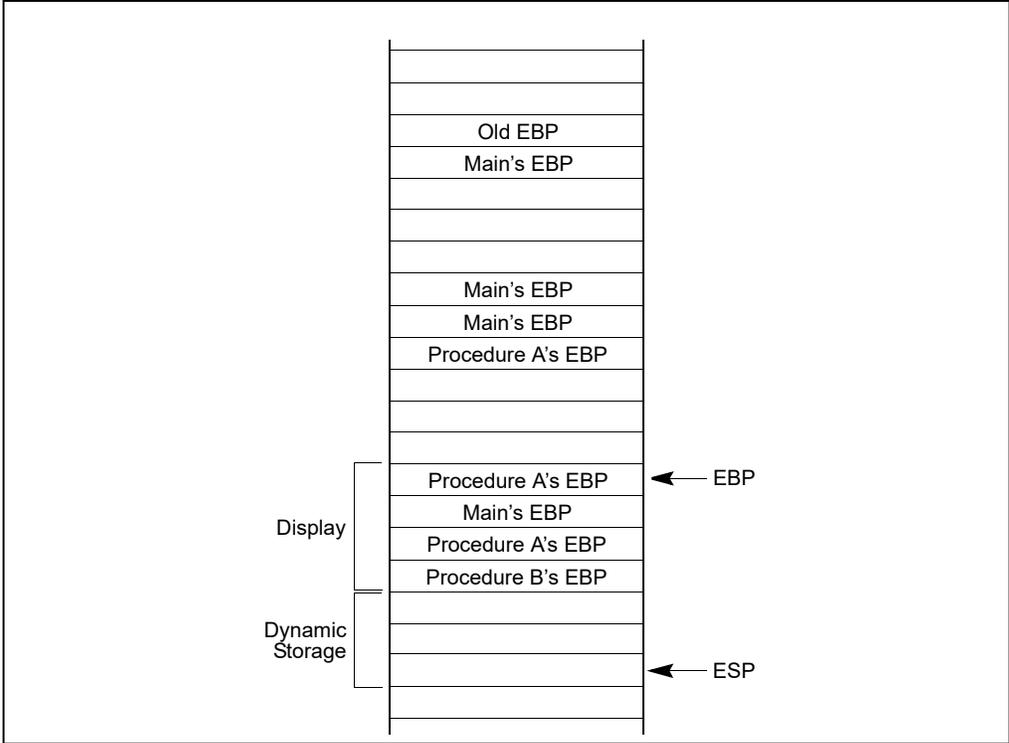 Old EBP
Main’s EBP
Main’s EBP
Main’s EBP
Procedure A’s EBP
Procedure A’s EBP
EBP
Main’s EBP
Display
Procedure A’s EBP
Procedure B’s EBP
Dynamic
Storage
ESP